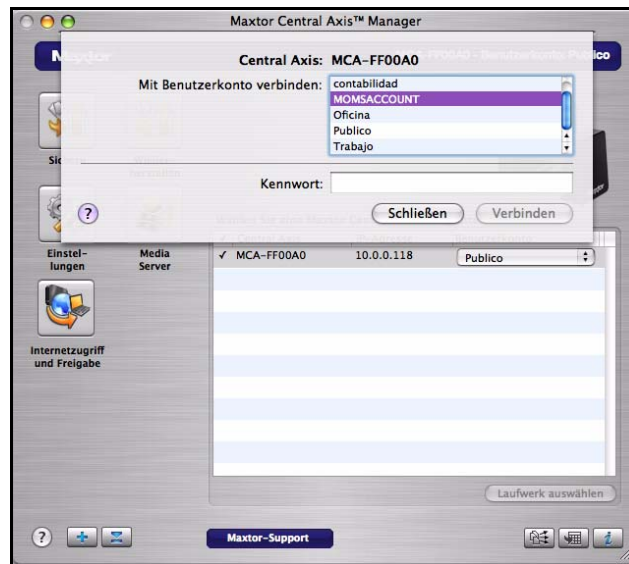 Maxtor Central Axis™ Manager
Central Axis: MCA-FF00A0
Mit Benutzerkonto verbinden:
contabilidad
MOMSACCOUNT
Oficina
Publico
Trabajo
Kennwort:
?
Schließen
Verbinden
Einstel-
lungen
Media
Server
✓ MCA-FF00A0 10.0.0.118 Publico
Internetzugriff
und Freigabe
Laufwerk auswählen
?
Maxtor-Support